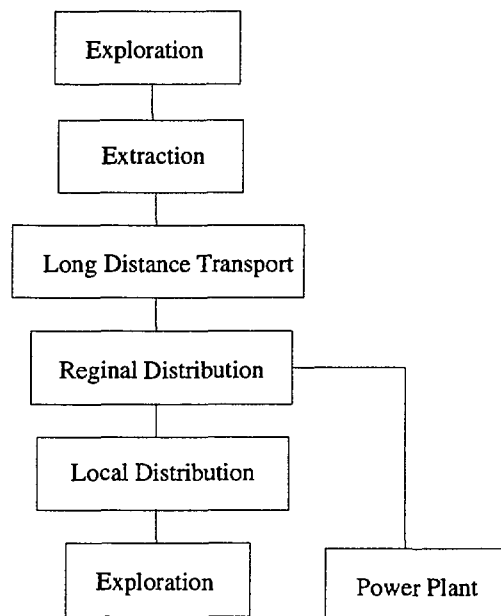 Exploration
Extraction
Long Distance Transport
Reginal Distribution
Local Distribution
Exploration
Power Plant